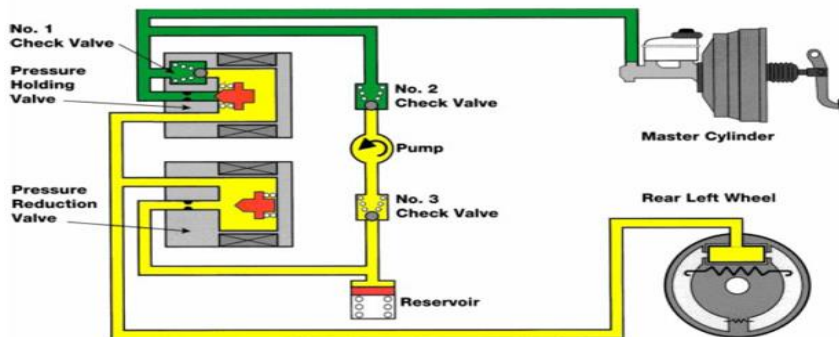 No. 1
Check Valve
Pressure
Holding
Valve
No. 2
Check Valve
Master Cylinder
Pump
Pressure
Reduction
Valve
No. 3
Check Valve
Rear Left Wheel
Reservoir